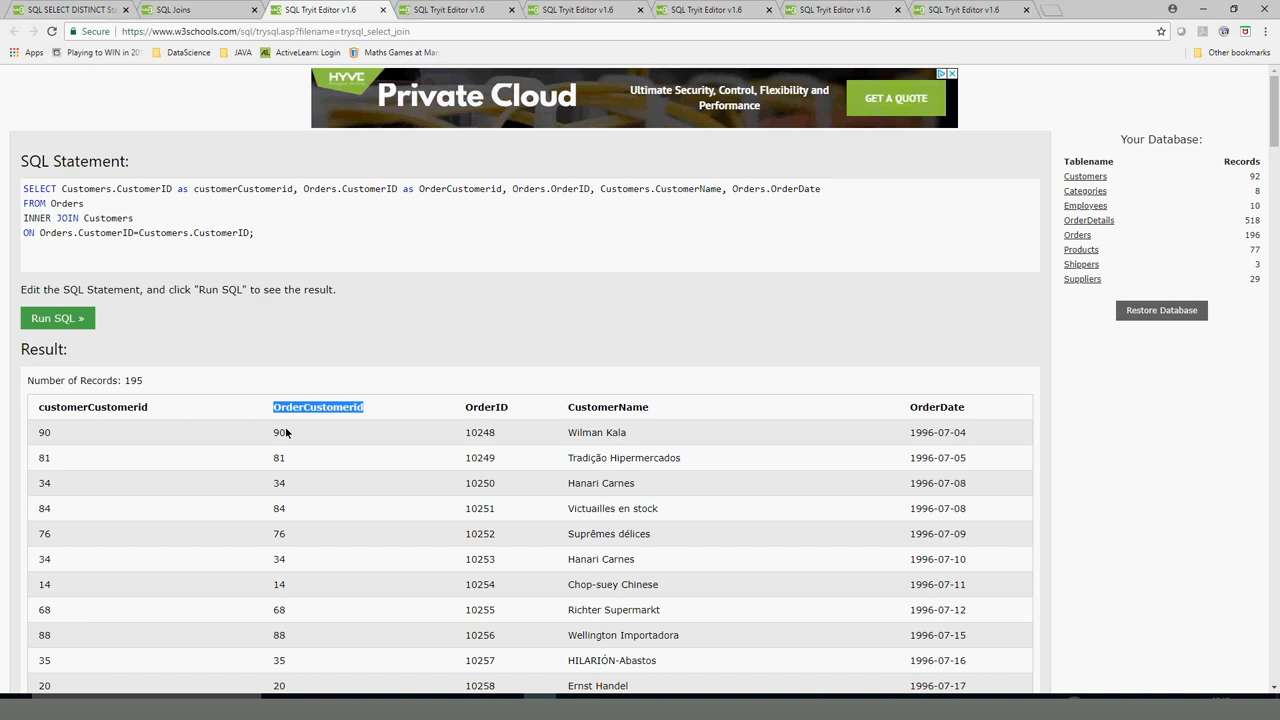 SQL SELECT DISTINCT St
SQL Joins
SQL Tryit Editor v1.6
SQL Tryit Editor v1.6
SQL Tryit Editor v1.6
SQL Tryit Editor v1.6
SQL Tryit Editor v1.6
SQL Tryit Editor v1.6
Secure
https://www.w3schools.com/sql/trysql.asp?filename=trysql_select_join
Apps
Playing to WIN in 20
DataScience
JAVA
ActiveLearn: Login
Maths Games at Ma
Other bookmarks
HYVE
Private Cloud
Ultimate Security, Control, Flexibility and
Performance
GET A QUOTE
SQL Statement:
SELECT Customers.CustomerID as customerCustomerid, Orders.CustomerID as OrderCustomerid, Orders.OrderID, Customers.CustomerName, Orders.OrderDate
FROM Orders
INNER JOIN Customers
ON Orders.CustomerID=Customers.CustomerID;
Edit the SQL Statement, and click "Run SQL" to see the result.
Run SQL »
Result:
Number of Records: 195
customerCustomerid OrderCustomerid OrderID CustomerName OrderDate
90 90 10248 Wilman Kala 1996-07-04
81 81 10249 Tradição Hipermercados 1996-07-05
34 34 10250 Hanari Carnes 1996-07-08
84 84 10251 Victuailles en stock 1996-07-08
76 76 10252 Suprêmes délices 1996-07-09
34 34 10253 Hanari Carnes 1996-07-10
14 14 10254 Chop-suey Chinese 1996-07-11
68 68 10255 Richter Supermarkt 1996-07-12
88 88 10256 Wellington Importadora 1996-07-15
35 35 10257 HILARIÓN-Abastos 1996-07-16
20 20 10258 Ernst Handel 1996-07-17
Your Database:
Tablename Records
Customers 92
Categories 8
Employees 10
OrderDetails 518
Orders 196
Products 77
Shippers 3
Suppliers 29
Restore Database